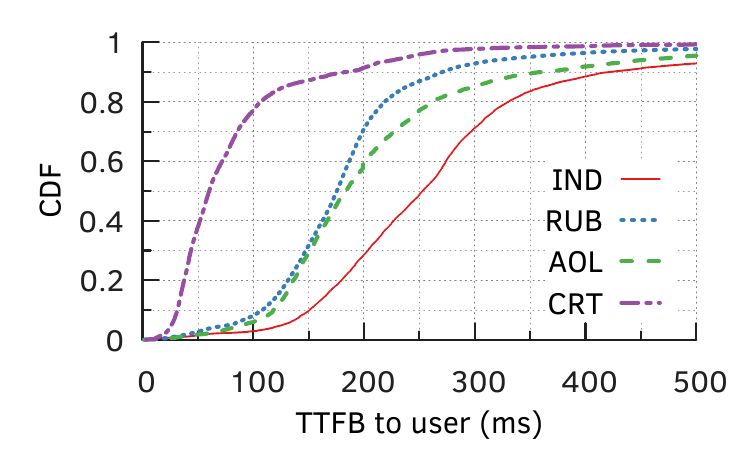 1
0.8
0.6
0.4
0.2
0
CDF
IND
RUB
AOL
CRT
0 100 200 300 400 500
TTFB to user (ms)